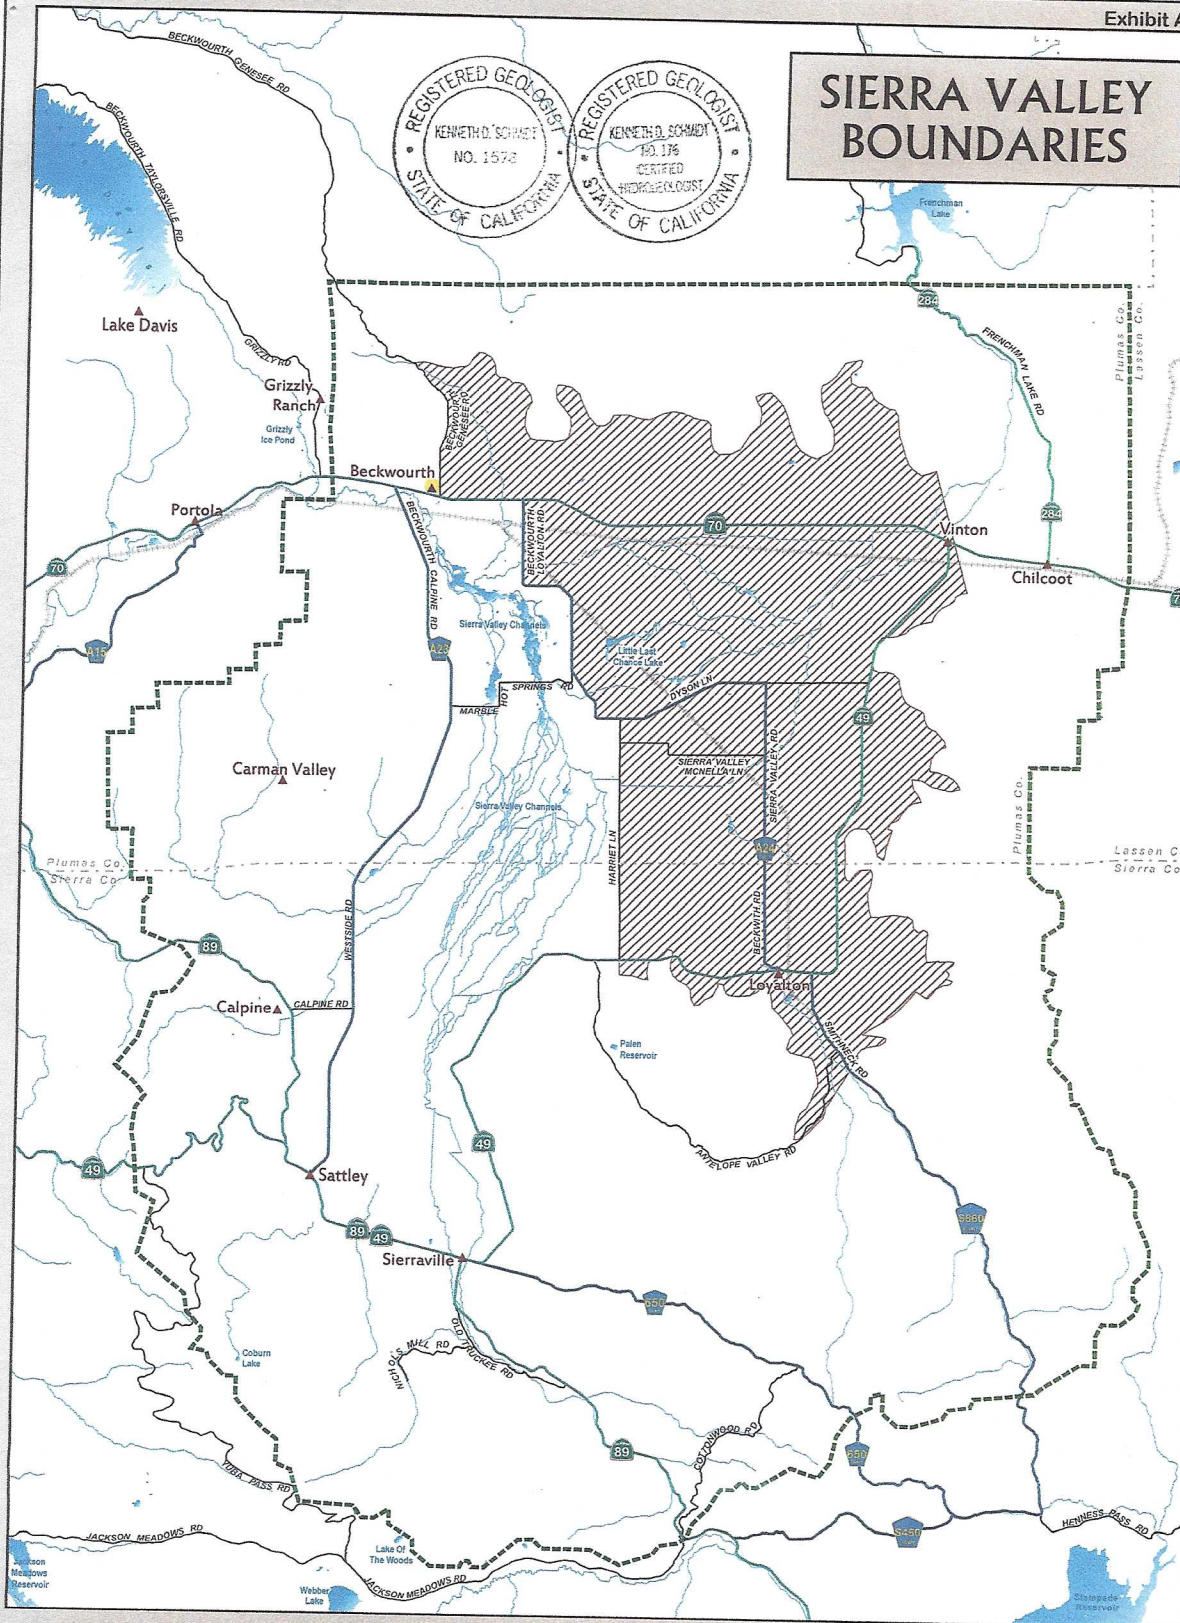 Exhibit A
SIERRA VALLEY
BOUNDARIES
REGISTERED GEOLOGIST
KENNETH D. SCHMIDT
NO. 1578
STATE OF CALIFORNIA
REGISTERED GEOLOGIST
KENNETH D. SCHMIDT
NO. 176
CERTIFIED
HYDROGEOLOGIST
STATE OF CALIFORNIA
BECKWOURTH GENESEE RD
BECKWOURTH TAYLORSVILLE RD
Frenchman
Lake
284
FRENCHMAN LAKE RD
Plumas Co.
Lassen Co.
Lake Davis
GRIZZLY RD
Grizzly
Ranch
Grizzly
Ice Pond
BECKWOURTH
GENESEE RD
Beckwourth
Portola
70
A15
BECKWOURTH CALPINE RD
A23
BECKWOURTH
LOYALTON RD
70
Vinton
284
Chilcoot
Sierra Valley Channels
Little Last
Chance Lake
MARBLE
HOT
SPRINGS RD
DYSON LN
49
SIERRA VALLEY
MCNELLA LN
SIERRA VALLEY RD
Carman Valley
Sierra Valley Channels
HARRIET LN
A24
Plumas Co.
Plumas Co.
Sierra Co.
Lassen C
Sierra Co
WESTSIDE RD
BECKWITH RD
89
Loyalton
Calpine
CALPINE RD
Palen
Reservoir
SMITHNECK RD
ANTELOPE VALLEY RD
49
49
Sattley
89
49
S860
Sierraville
650
OLD TRUCKEE RD
NICHOLS MILL RD
Coburn
Lake
89
COTTONWOOD RD
650
YUBA PASS RD
S450
HENNESS PASS RD
JACKSON MEADOWS RD
Lake Of
The Woods
Jackson
Meadows
Reservoir
JACKSON MEADOWS RD
Webber
Lake
Stampede
Reservoir